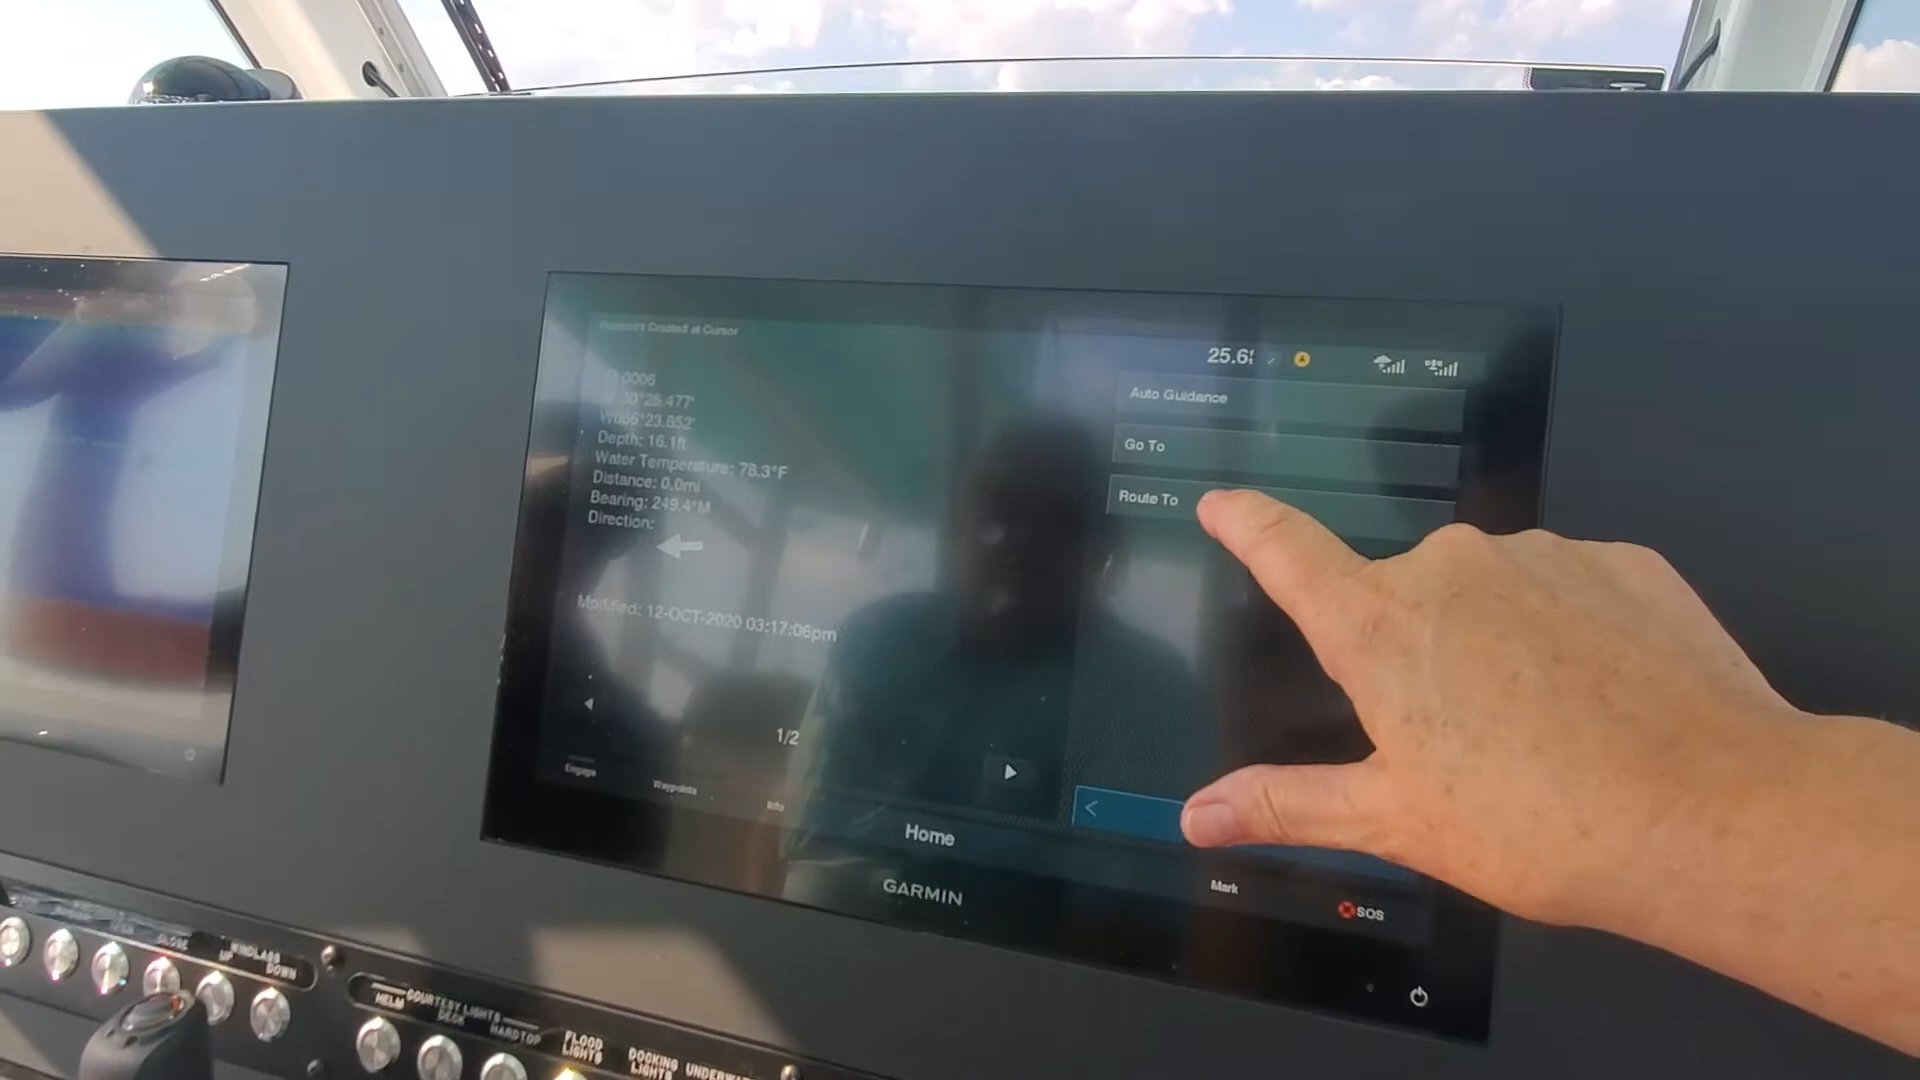 Created at Cursor
0006
33°25.477'
W086°23.852'
Depth: 16.1ft
Water Temperature: 78.3°F
Distance: 0.0mi
Bearing: 249.4°M
Direction:
Modified: 12-OCT-2020 03:17:06pm
1/2
25.6
Auto Guidance
Go To
Route To
<
Engage
Waypoints
Info
Home
Mark
SOS
GARMIN
OPEN
CLOSE
WINDLASS
UP
DOWN
COURTESY LIGHTS
HELM
DECK
HARDTOP
FLOOD
LIGHTS
DOCKING
LIGHTS